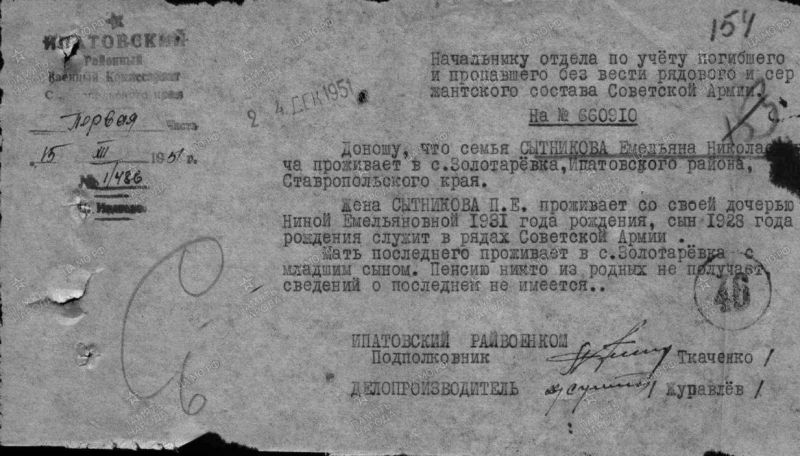 ИПАТОВСКИЙ
Районный
Военный Комиссариат
края
Первая Часть
15 III 1951 г.
№ 1/486
154
Начальнику отдела по учёту погибшего
и пропавшего без вести рядового и сер
жантского состава Советской Армии.
На № 660910
2 4 ДЕК 1951
Доношу, что семья СЫТНИКОВА Емельяна Николаеви
ча проживает в с.Золотарёвка,Ипатовского района,
Ставропольского края.
Жена СЫТНИКОВА П.Е. проживает со своей дочерью
Ниной Емельяновной 1931 года рождения, сын 1928 года
рождения служит в рядах Советской Армии .
Мать последнего проживает в с.Золотарёвка с
младшим сыном. Пенсию никто из родных не получает,
сведений о последнем не имеется..
46
ИПАТОВСКИЙ РАЙВОЕНКОМ
Подполковник Ткаченко /
ДЕЛОПРОИЗВОДИТЕЛЬ / Журавлёв /